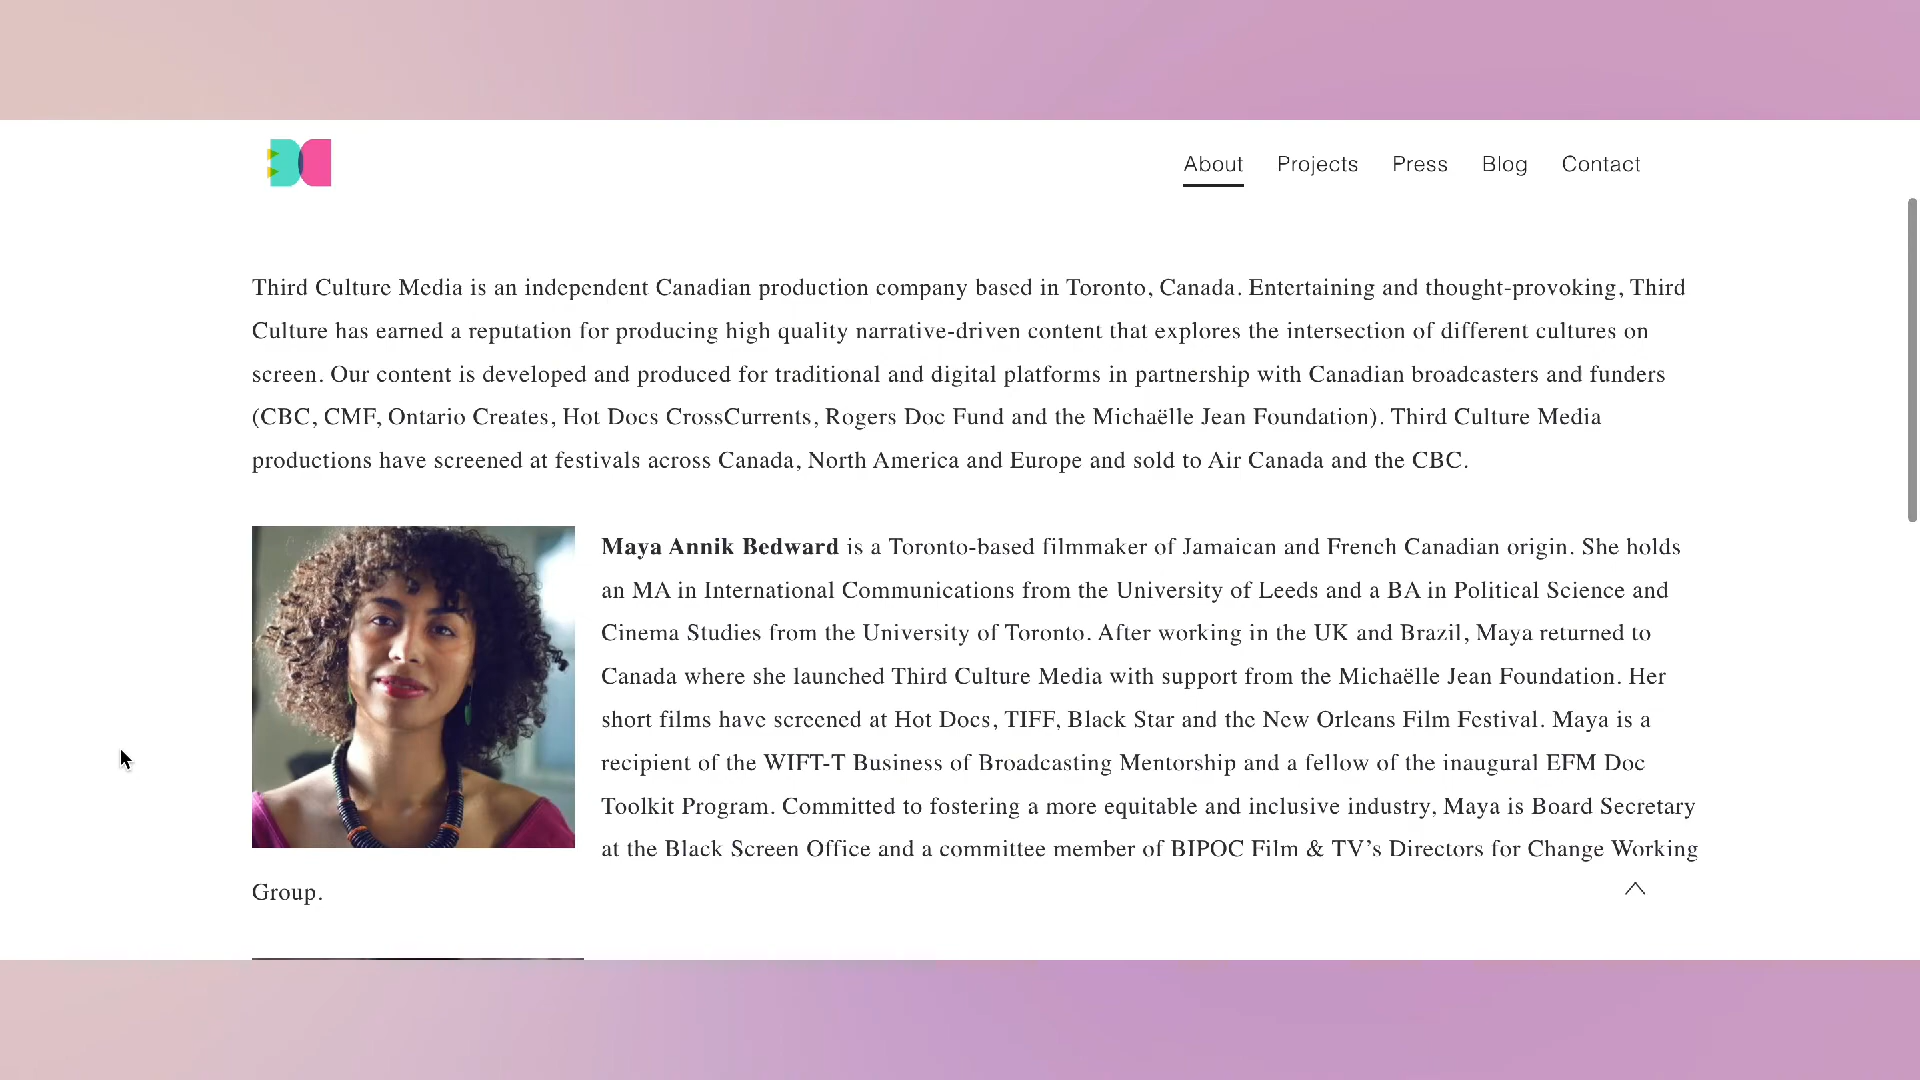 About Projects Press Blog Contact
Third Culture Media is an independent Canadian production company based in Toronto, Canada. Entertaining and thought-provoking, Third
Culture has earned a reputation for producing high quality narrative-driven content that explores the intersection of different cultures on
screen. Our content is developed and produced for traditional and digital platforms in partnership with Canadian broadcasters and funders
(CBC, CMF, Ontario Creates, Hot Docs CrossCurrents, Rogers Doc Fund and the Michaëlle Jean Foundation). Third Culture Media
productions have screened at festivals across Canada, North America and Europe and sold to Air Canada and the CBC.
Maya Annik Bedward is a Toronto-based filmmaker of Jamaican and French Canadian origin. She holds
an MA in International Communications from the University of Leeds and a BA in Political Science and
Cinema Studies from the University of Toronto. After working in the UK and Brazil, Maya returned to
Canada where she launched Third Culture Media with support from the Michaëlle Jean Foundation. Her
short films have screened at Hot Docs, TIFF, Black Star and the New Orleans Film Festival. Maya is a
recipient of the WIFT-T Business of Broadcasting Mentorship and a fellow of the inaugural EFM Doc
Toolkit Program. Committed to fostering a more equitable and inclusive industry, Maya is Board Secretary
at the Black Screen Office and a committee member of BIPOC Film & TV’s Directors for Change Working
Group.